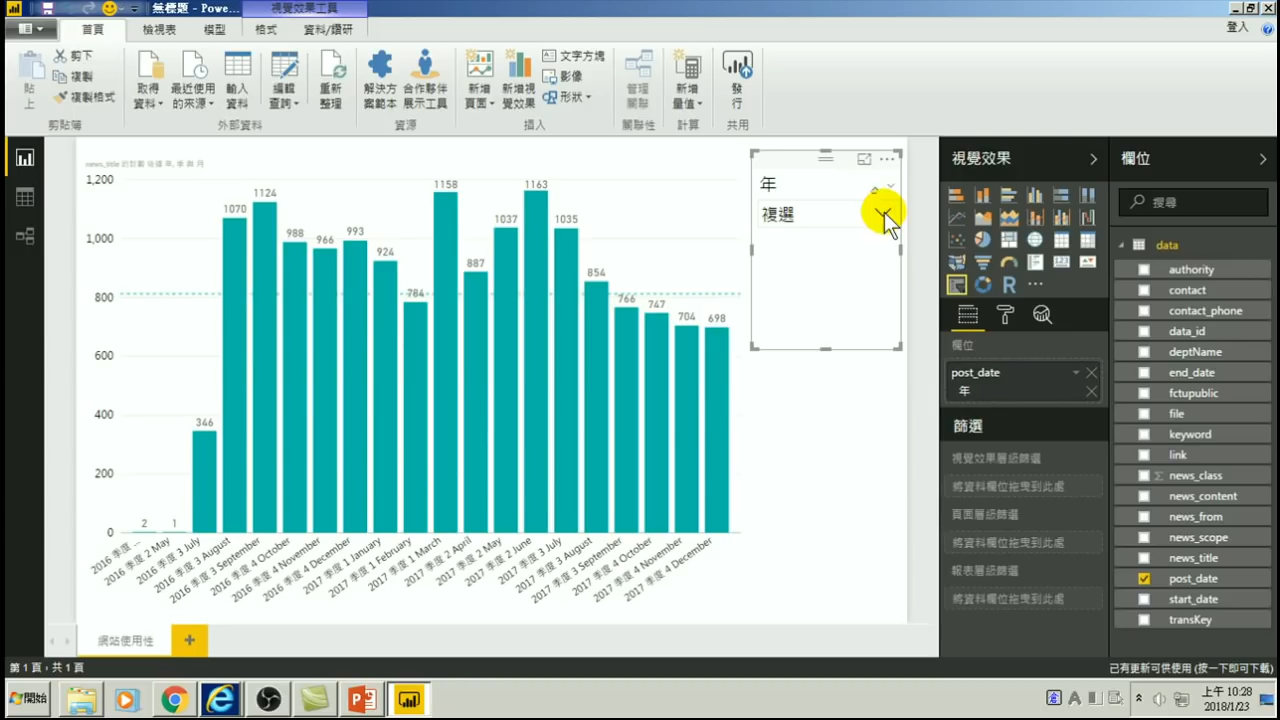 無標題 - Powe...
視覺效果工具
登入
首頁
檢視表
模型
格式
資料/鑽研
貼上
剪下
複製
複製格式
取得資料
最近使用的來源
輸入資料
編輯查詢
重新整理
解決方案範本
合作夥伴展示工具
新增頁面
新增視覺效果
文字方塊
影像
形狀
管理關聯
新增量值
發行
剪貼簿
外部資料
資源
插入
關聯性
計算
共用
news_title 的計數 依據 年, 季 與 月
1,200
1,000
800
600
400
200
0
2
1
346
1070
1124
988
966
993
924
784
1158
887
1037
1163
1035
854
766
747
704
698
2016 季度 ...
2016 季度 2 May
2016 季度 3 July
2016 季度 3 August
2016 季度 3 September
2016 季度 4 October
2016 季度 4 November
2016 季度 4 December
2017 季度 1 January
2017 季度 1 February
2017 季度 1 March
2017 季度 2 April
2017 季度 2 May
2017 季度 2 June
2017 季度 3 July
2017 季度 3 August
2017 季度 3 September
2017 季度 4 October
2017 季度 4 November
2017 季度 4 December
年
複選
視覺效果
R
欄位
post_date
年
篩選
視覺效果層級篩選
將資料欄位拖曳到此處
頁面層級篩選
將資料欄位拖曳到此處
報表層級篩選
將資料欄位拖曳到此處
欄位
搜尋
data
authority
contact
contact_phone
data_id
deptName
end_date
fctupublic
file
keyword
link
Σ news_class
news_content
news_from
news_scope
news_title
post_date
start_date
transKey
網站使用性
第 1 頁，共 1 頁
已有更新可供使用 (按一下即可下載)
開始
上午 10:28
2018/1/23